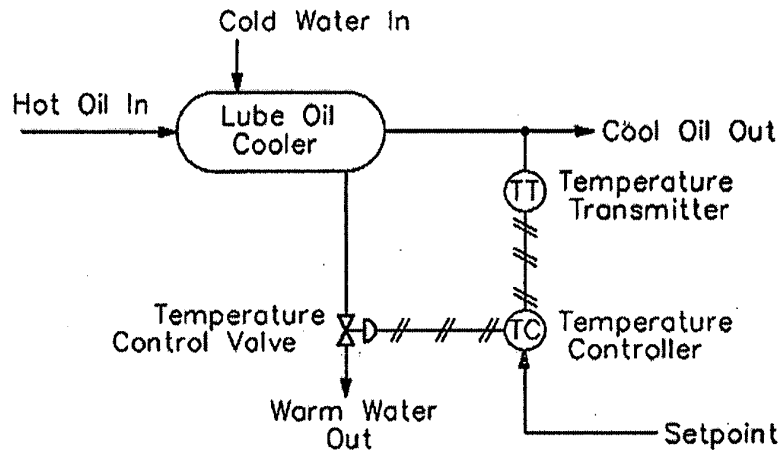 Cold Water In
Hot Oil In
Lube Oil
Cooler
Cool Oil Out
TT
Temperature
Transmitter
Temperature
Control Valve
TC
Temperature
Controller
Warm Water
Out
Setpoint